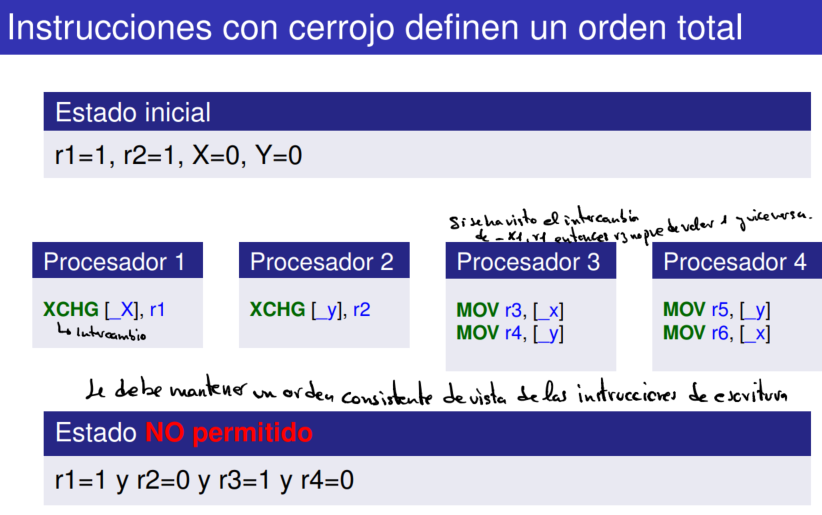 Instrucciones con cerrojo definen un orden total
Estado inicial
r1=1, r2=1, X=0, Y=0
Si se ha visto el intercambio
de _x1, r1 entonces r3 no puede valer 1 y viceversa.
Procesador 1
XCHG [_X], r1
↳ Intercambio
Procesador 2
XCHG [_y], r2
Procesador 3
MOV r3, [_x]
MOV r4, [_y]
Procesador 4
MOV r5, [_y]
MOV r6, [_x]
Se debe mantener un orden consistente de vista de las instrucciones de escritura
Estado NO permitido
r1=1 y r2=0 y r3=1 y r4=0